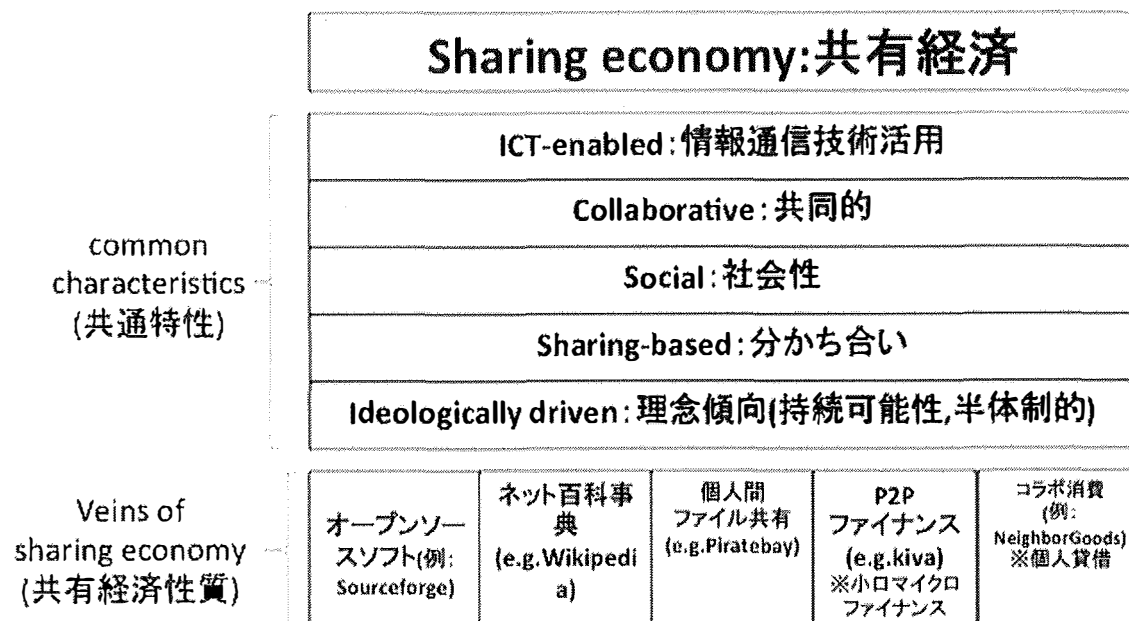 Sharing economy:共有経済
common
characteristics
(共通特性)
ICT-enabled:情報通信技術活用
Collaborative:共同的
Social:社会性
Sharing-based:分かち合い
Ideologically driven:理念傾向(持続可能性,半体制的)
Veins of
sharing economy
(共有経済性質)
オープンソー
スソフト(例:
Sourceforge)
ネット百科事
典
(e.g.Wikipedi
a)
個人間
ファイル共有
(e.g.Piratebay)
P2P
ファイナンス
(e.g.kiva)
※小口マイクロ
ファイナンス
コラボ消費
(例:
NeighborGoods)
※個人貸借